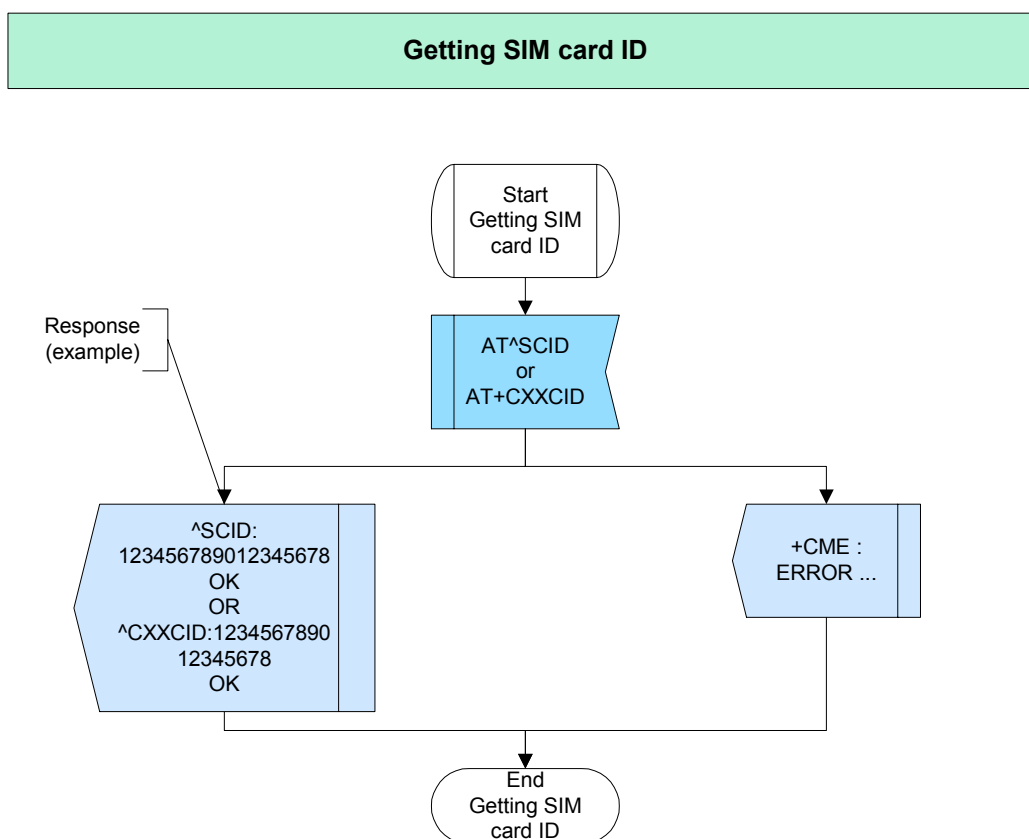 Getting SIM card ID
Start
Getting SIM
card ID
Response
(example)
AT^SCID
or
AT+CXXCID
^SCID:
123456789012345678
OK
OR
^CXXCID:1234567890
12345678
OK
+CME :
ERROR ...
End
Getting SIM
card ID